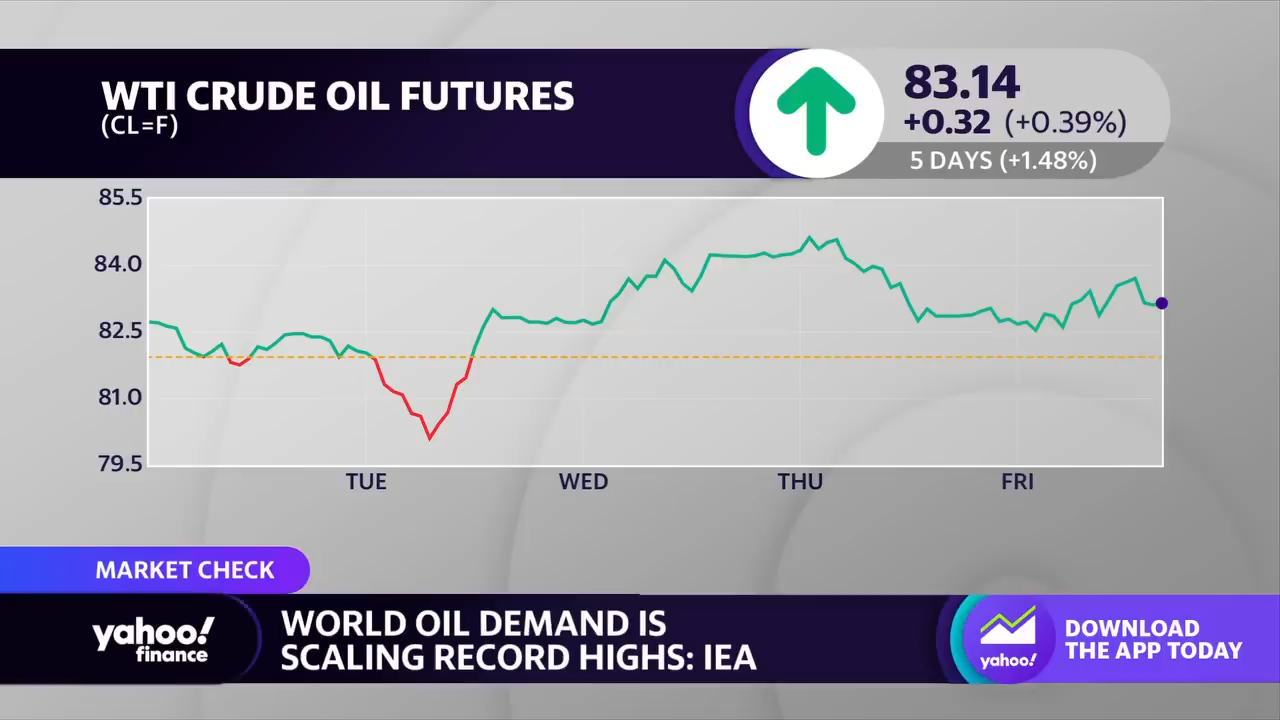 WTI CRUDE OIL FUTURES
(CL=F)
83.14
+0.32 (+0.39%)
5 DAYS (+1.48%)
85.5
84.0
82.5
81.0
79.5
TUE WED THU FRI
MARKET CHECK
yahoo!
finance
WORLD OIL DEMAND IS
SCALING RECORD HIGHS: IEA
yahoo!
DOWNLOAD
THE APP TODAY